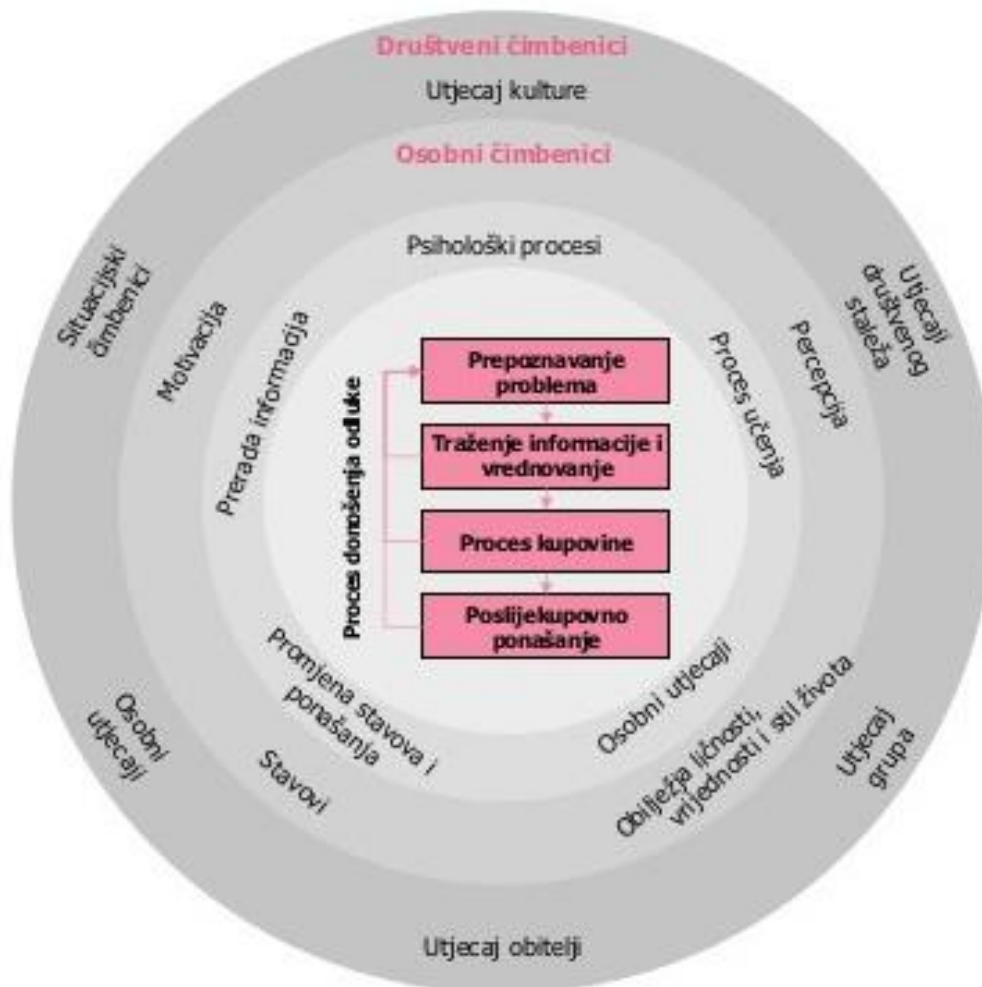 Društveni čimbenici
Utjecaj kulture
Osobni čimbenici
Psihološki procesi
Situacijski
čimbenici
Motivacija
Prerada informacija
Proces učenja
Percepcija
Utjecaji
društvenog
staleža
Proces donošenja odluke
Prepoznavanje
problema
Traženje informacije i
vrednovanje
Proces kupovine
Poslijekupovno
ponašanje
Osobni
utjecaji
Stavovi
Promjena stavova i
ponašanja
Osobni utjecaji
Obilježja ličnosti,
vrijednosti i stil života
Utjecaj
grupa
Utjecaj obitelji